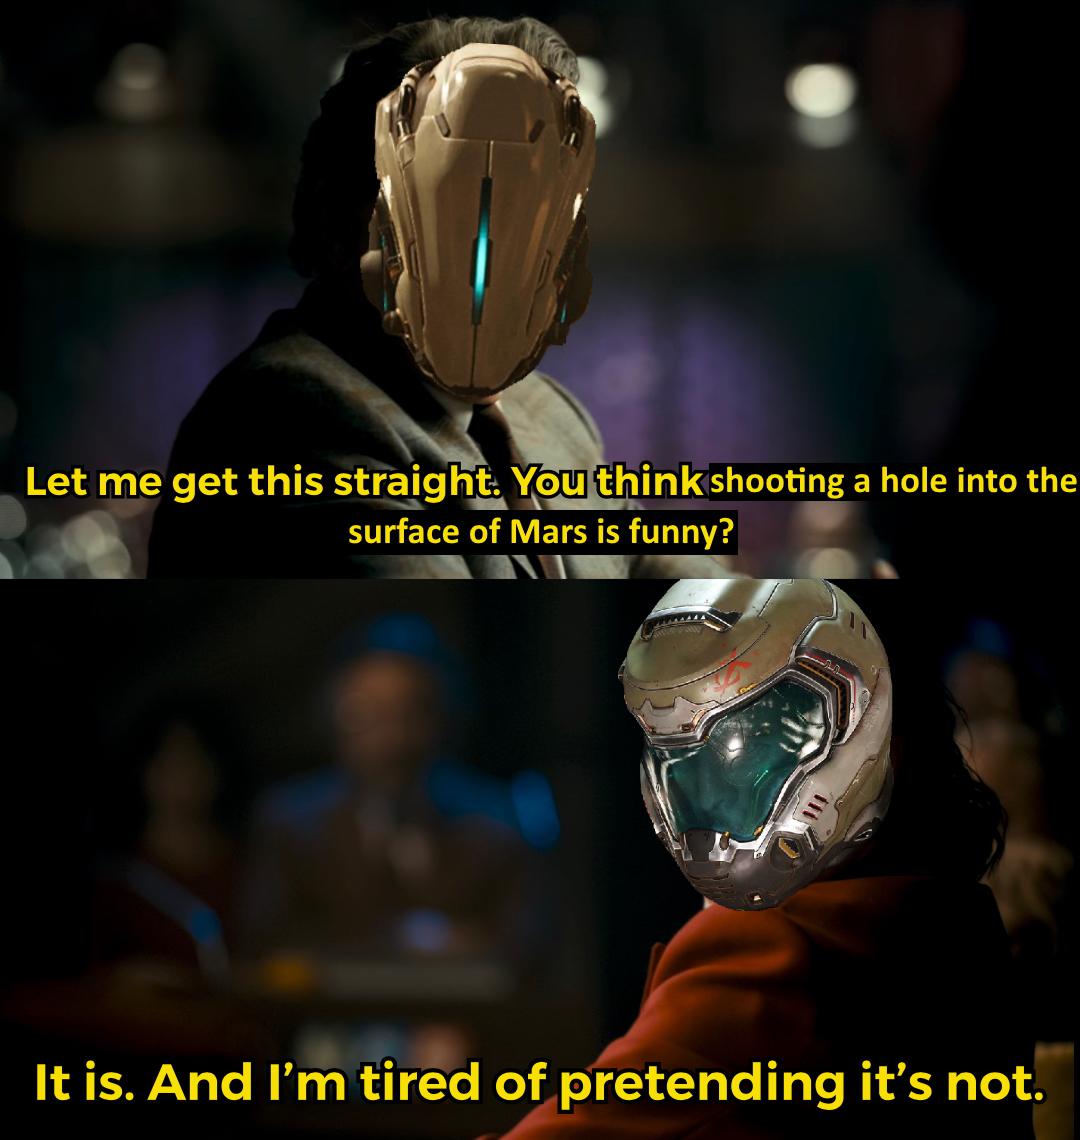 Let me get this straight. You think shooting a hole into the
surface of Mars is funny?
It is. And I’m tired of pretending it’s not.